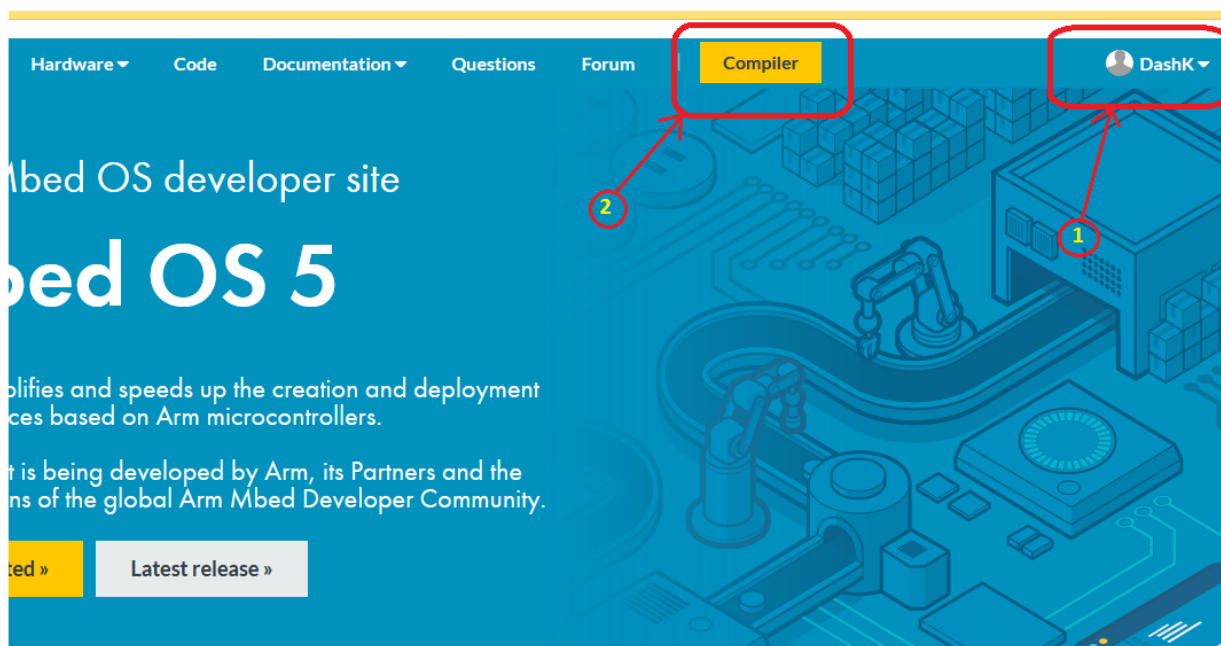 Hardware Code Documentation Questions Forum | Compiler DashK
Mbed OS developer site
2
1
bed OS 5
plifies and speeds up the creation and deployment
ces based on Arm microcontrollers.
t is being developed by Arm, its Partners and the
ns of the global Arm Mbed Developer Community.
ted » Latest release »